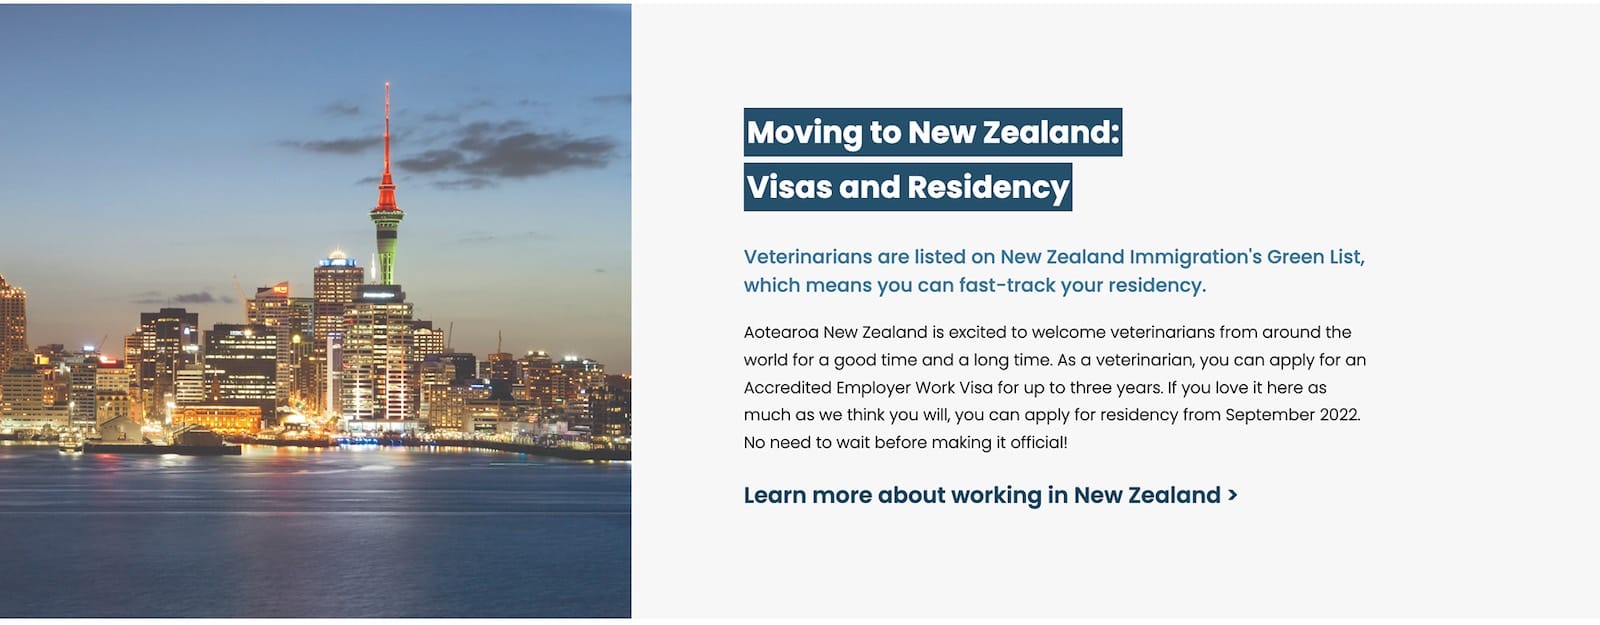 Moving to New Zealand:
Visas and Residency
Veterinarians are listed on New Zealand Immigration's Green List,
which means you can fast-track your residency.
Aotearoa New Zealand is excited to welcome veterinarians from around the
world for a good time and a long time. As a veterinarian, you can apply for an
Accredited Employer Work Visa for up to three years. If you love it here as
much as we think you will, you can apply for residency from September 2022.
No need to wait before making it official!
Learn more about working in New Zealand >